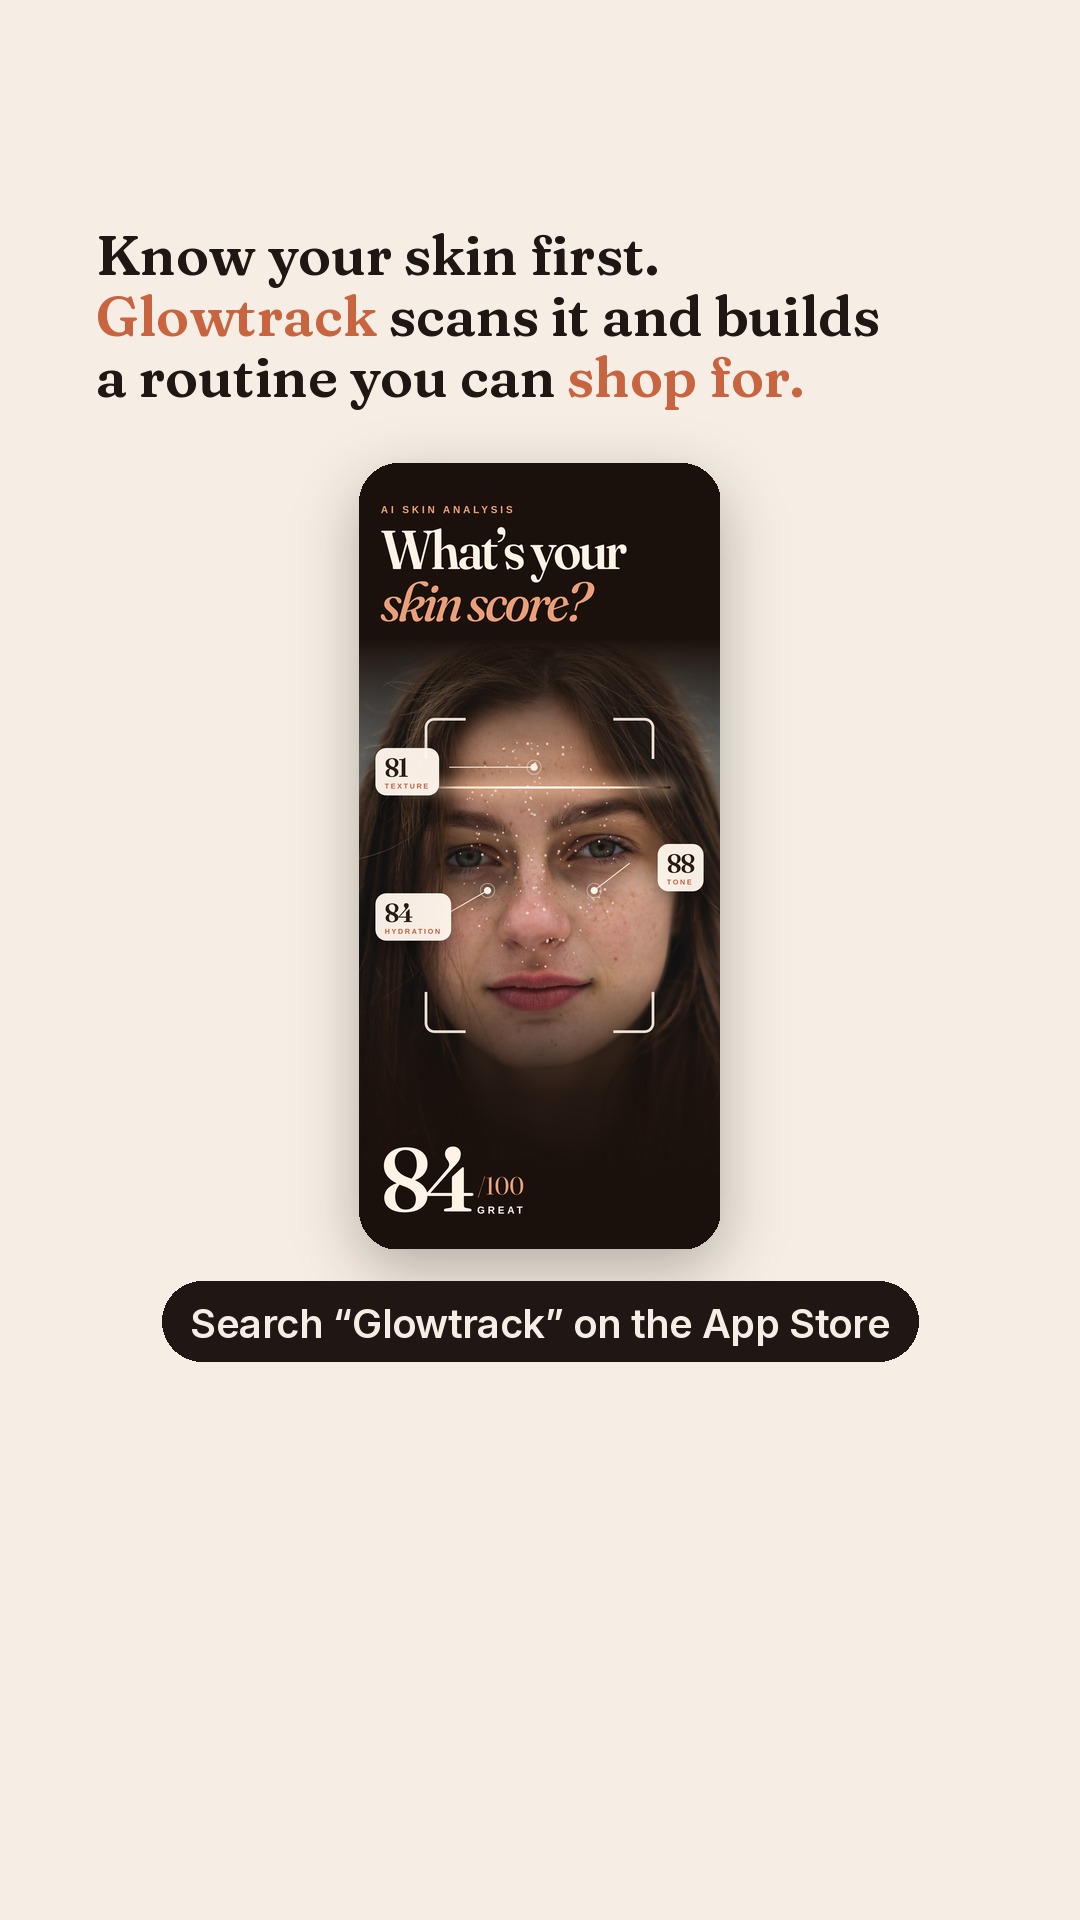 Know your skin first.
Glowtrack scans it and builds
a routine you can shop for.
AI SKIN ANALYSIS
What’s your
skin score?
81
TEXTURE
88
TONE
84
HYDRATION
84 /100
GREAT
Search “Glowtrack” on the App Store